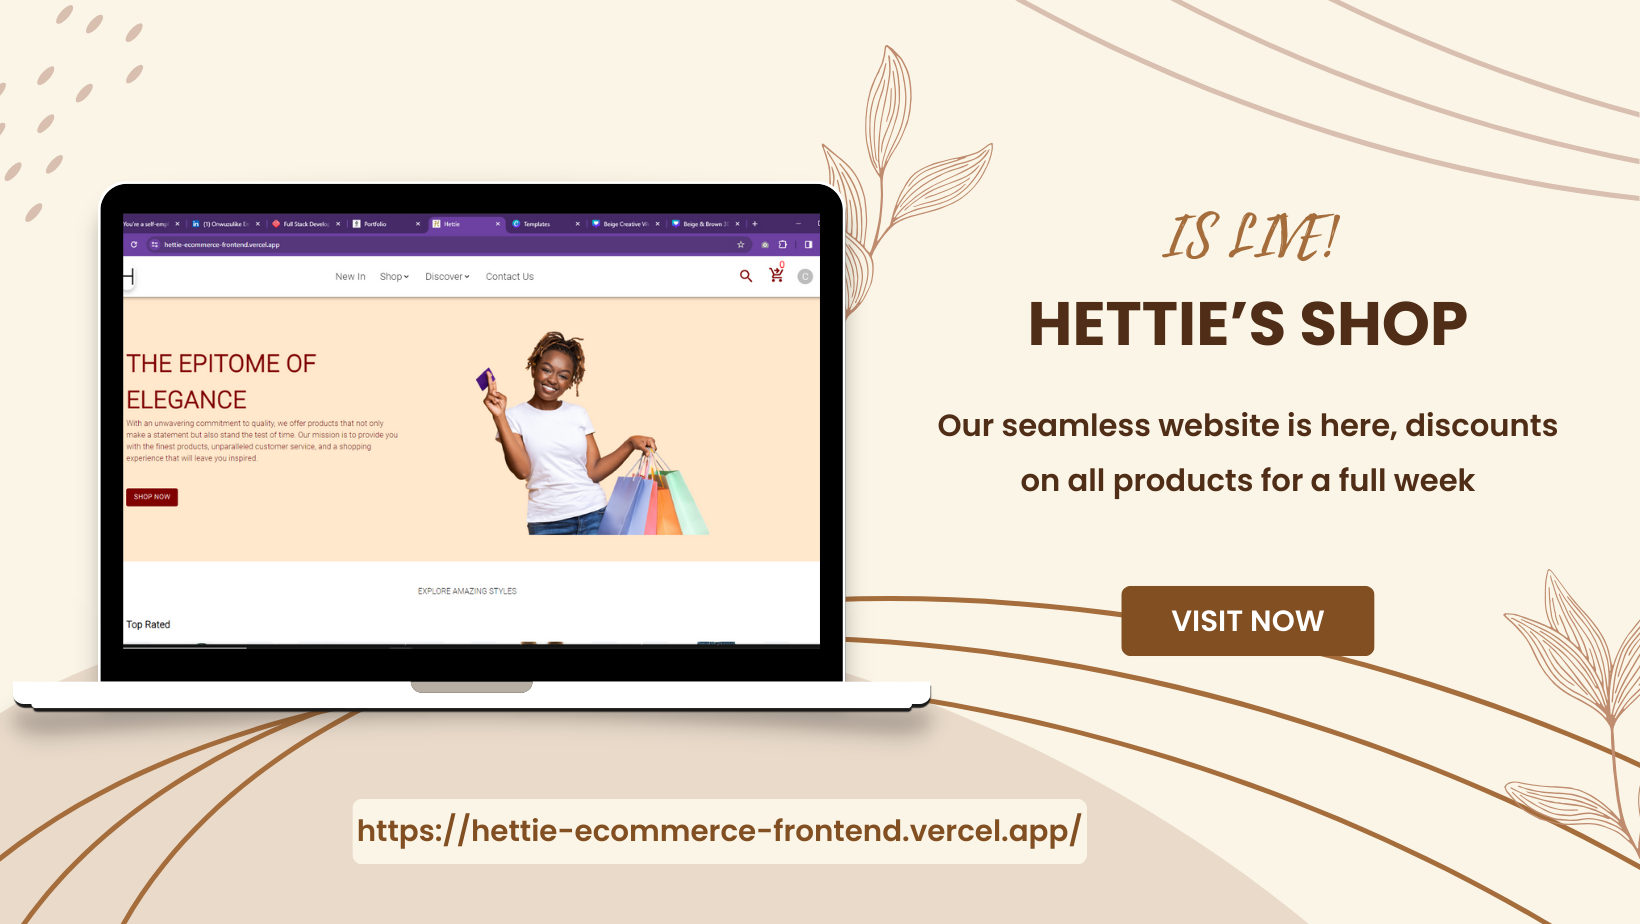 You're a self-emp
(1) Onwuzulike E
Full Stack Develo
Portfolio
Hettie
Templates
Beige Creative W
Beige & Brown
hettie-ecommerce-frontend.vercel.app
H
New In
Shop
Discover
Contact Us
0
C
THE EPITOME OF
ELEGANCE
With an unwavering commitment to quality, we offer products that not only
make a statement but also stand the test of time. Our mission is to provide you
with the finest products, unparalleled customer service, and a shopping
experience that will leave you inspired.
SHOP NOW
EXPLORE AMAZING STYLES
Top Rated
IS LIVE!
HETTIE’S SHOP
Our seamless website is here, discounts
on all products for a full week
VISIT NOW
https://hettie-ecommerce-frontend.vercel.app/